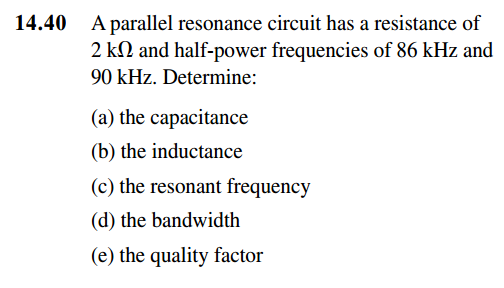 14.40 A parallel resonance circuit has a resistance of
2 kΩ and half-power frequencies of 86 kHz and
90 kHz. Determine:
(a) the capacitance
(b) the inductance
(c) the resonant frequency
(d) the bandwidth
(e) the quality factor